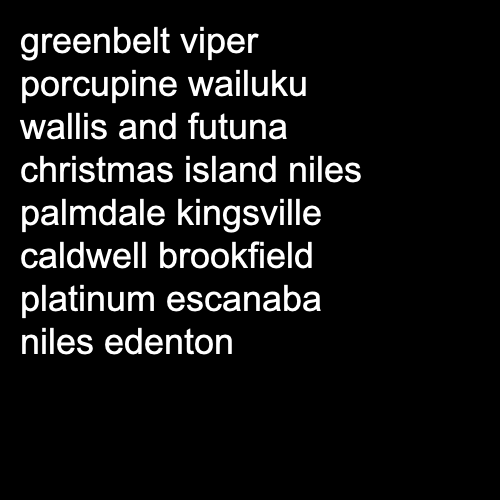 greenbelt viper
porcupine wailuku
wallis and futuna
christmas island niles
palmdale kingsville
caldwell brookfield
platinum escanaba
niles edenton